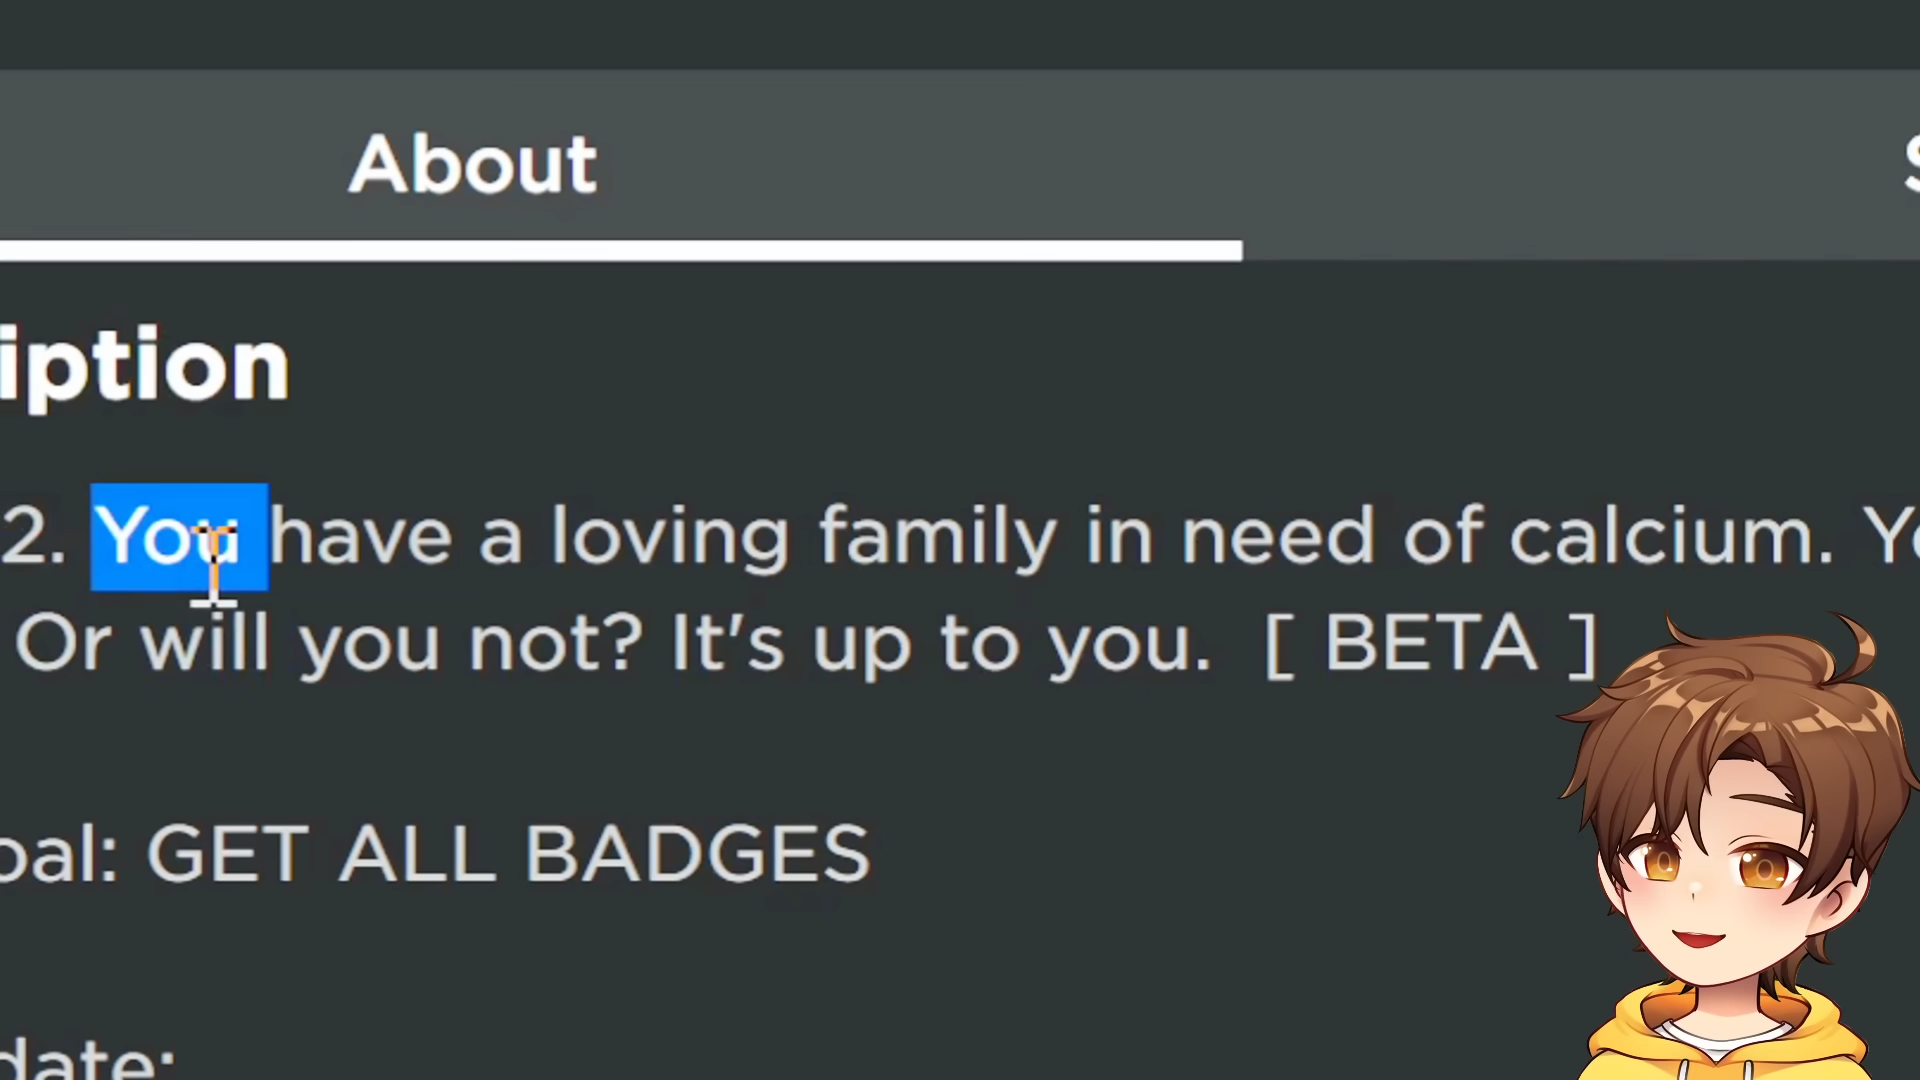 About
iption
2. You have a loving family in need of calcium. Yo
Or will you not? It's up to you. [ BETA ]
oal: GET ALL BADGES
date: